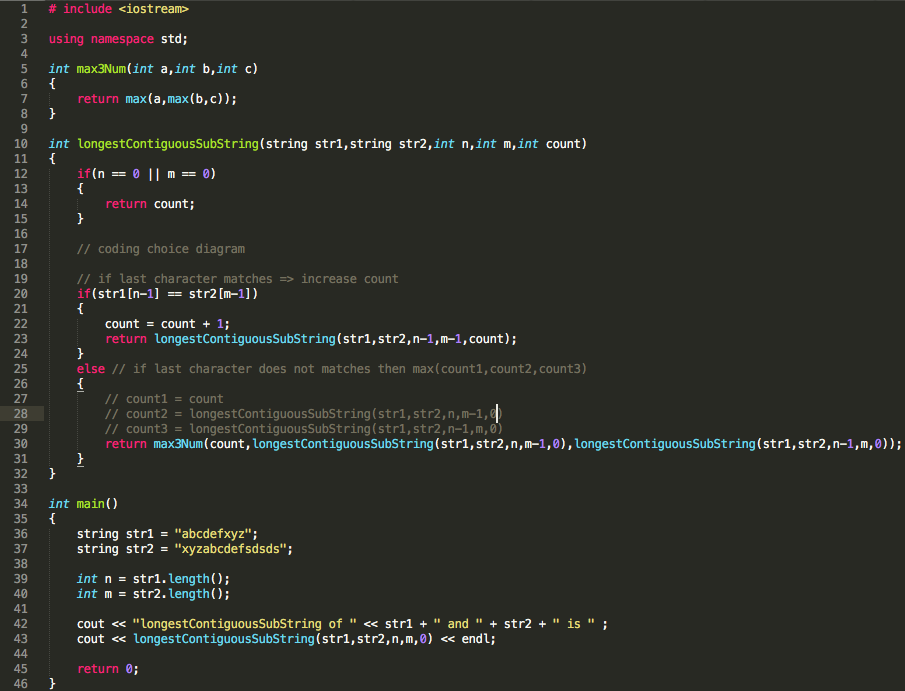 1 # include <iostream>
2
3 using namespace std;
4
5 int max3Num(int a,int b,int c)
6 {
7 return max(a,max(b,c));
8 }
9
10 int longestContiguousSubString(string str1,string str2,int n,int m,int count)
11 {
12 if(n == 0 || m == 0)
13 {
14 return count;
15 }
16
17 // coding choice diagram
18
19 // if last character matches => increase count
20 if(str1[n-1] == str2[m-1])
21 {
22 count = count + 1;
23 return longestContiguousSubString(str1,str2,n-1,m-1,count);
24 }
25 else // if last character does not matches then max(count1,count2,count3)
26 {
27 // count1 = count
28 // count2 = longestContiguousSubString(str1,str2,n,m-1,0)
29 // count3 = longestContiguousSubString(str1,str2,n-1,m,0)
30 return max3Num(count,longestContiguousSubString(str1,str2,n,m-1,0),longestContiguousSubString(str1,str2,n-1,m,0));
31 }
32 }
33
34 int main()
35 {
36 string str1 = "abcdefxyz";
37 string str2 = "xyzabcdefsdsds";
38
39 int n = str1.length();
40 int m = str2.length();
41
42 cout << "longestContiguousSubString of " << str1 + " and " + str2 + " is " ;
43 cout << longestContiguousSubString(str1,str2,n,m,0) << endl;
44
45 return 0;
46 }